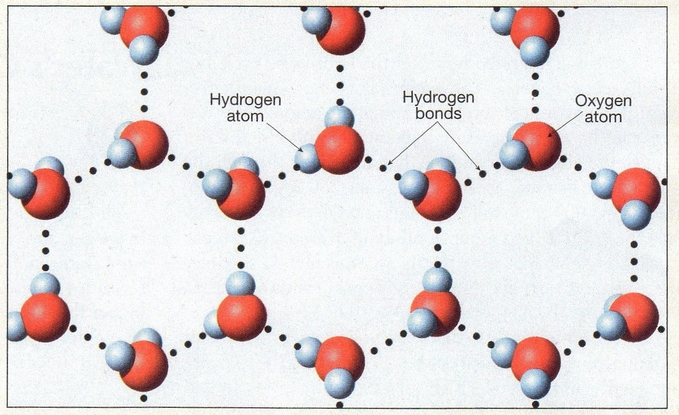 Hydrogen
atom
Hydrogen
bonds
Oxygen
atom